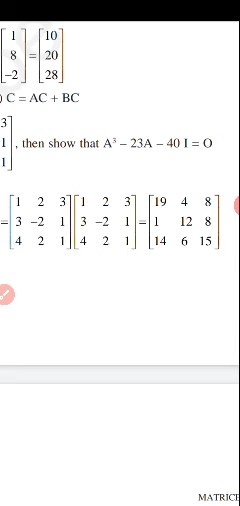 [1 [10
8 = 20
–2] 28]
) C = AC + BC
3]
1 , then show that A³ – 23A – 40 I = O
1]
= [1 2 3] [1 2 3] = [19 4 8]
3 –2 1 3 –2 1 1 12 8
4 2 1 4 2 1 14 6 15
MATRICE